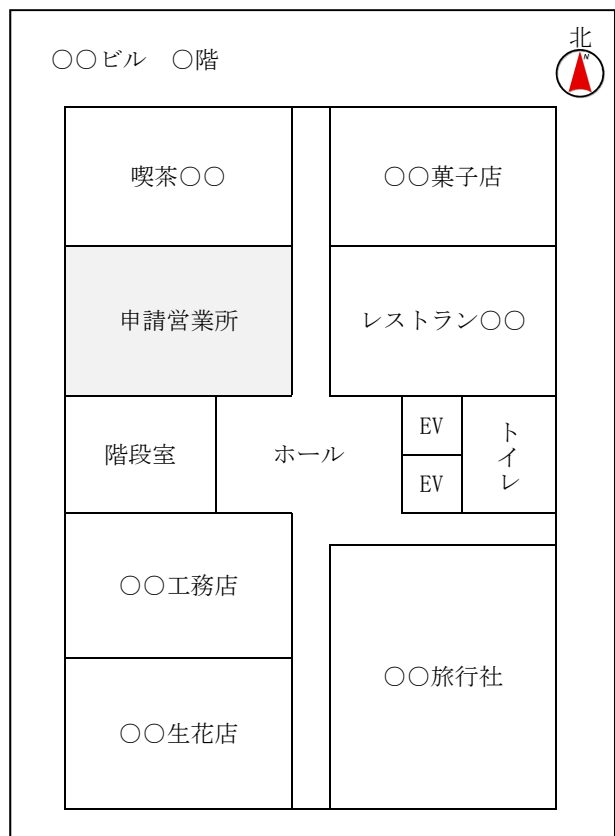 ○○ビル　○階
北
N
喫茶○○
○○菓子店
申請営業所
レストラン○○
階段室
ホール
EV
EV
トイレ
○○工務店
○○旅行社
○○生花店